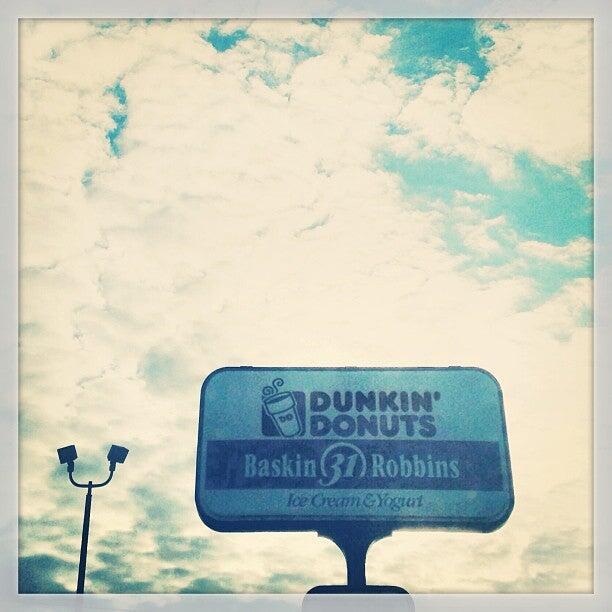 DUNKIN'
DONUTS
Baskin 31 Robbins
Ice Cream & Yogurt